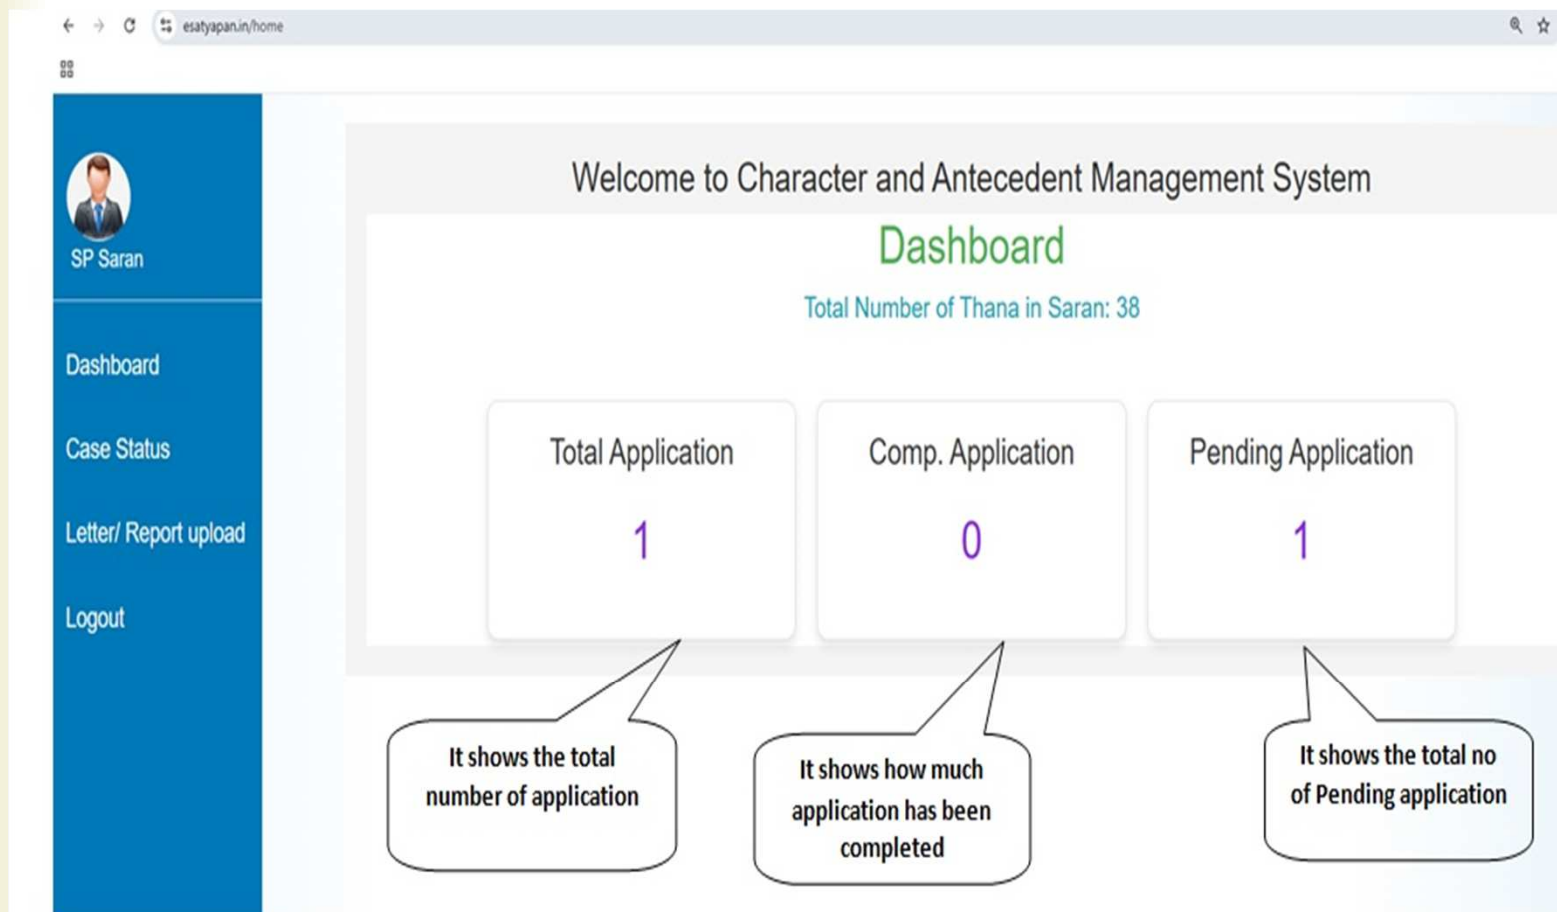 esatyapan.in/home
SP Saran
Dashboard
Case Status
Letter/ Report upload
Logout
Welcome to Character and Antecedent Management System
Dashboard
Total Number of Thana in Saran: 38
Total Application
1
Comp. Application
0
Pending Application
1
It shows the total
number of application
It shows how much
application has been
completed
It shows the total no
of Pending application